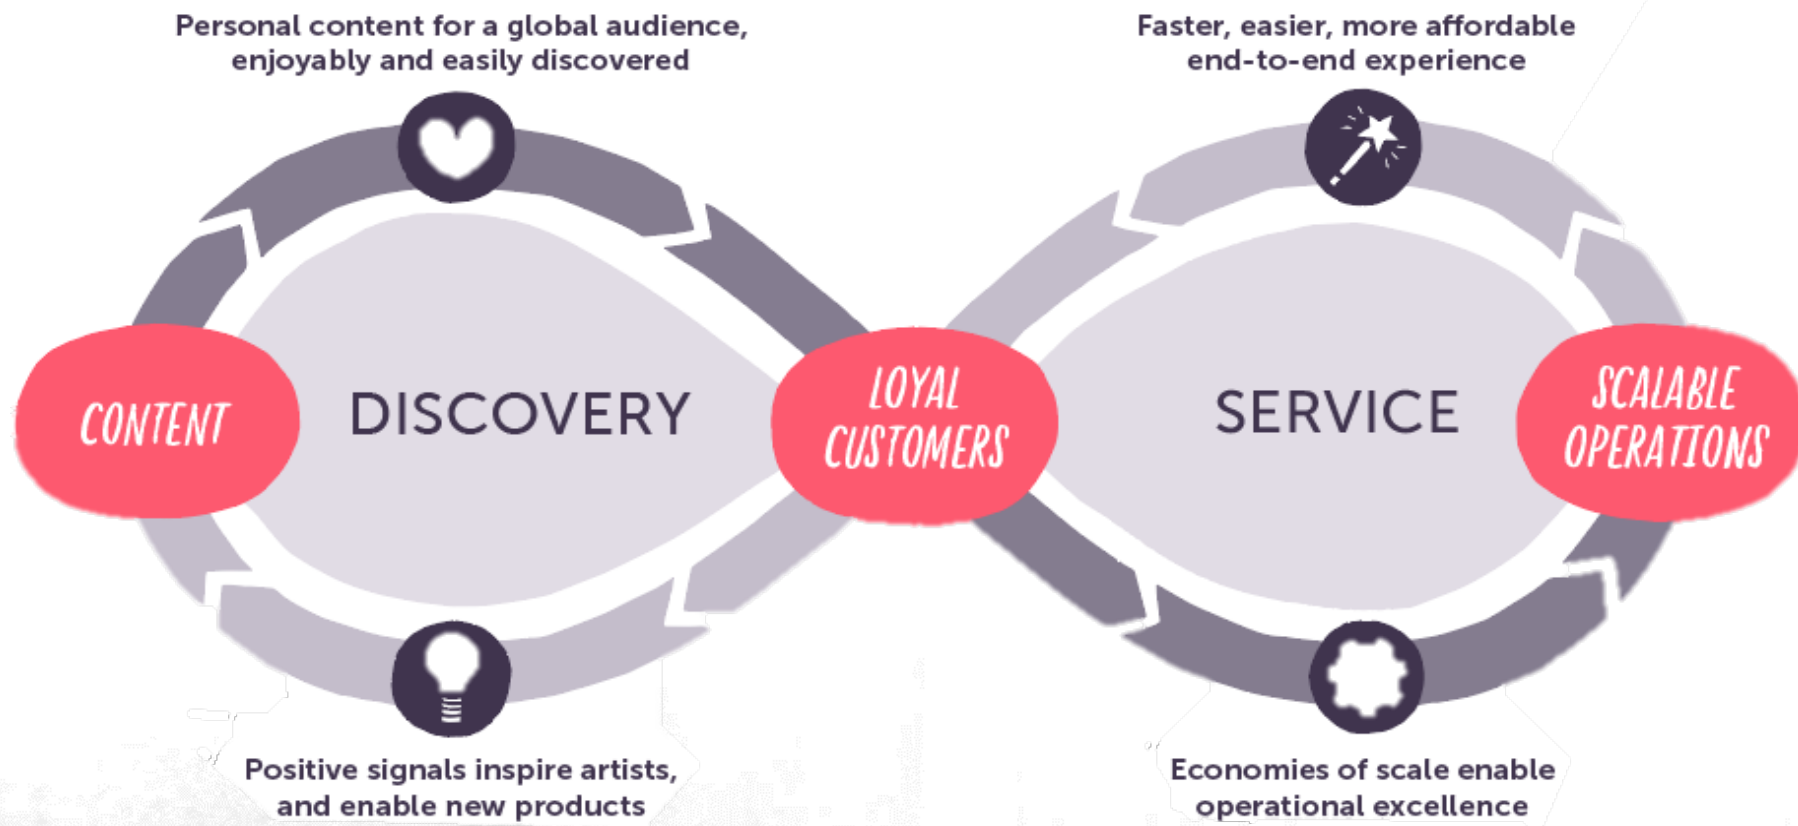 Personal content for a global audience,
enjoyably and easily discovered
Faster, easier, more affordable
end-to-end experience
CONTENT
DISCOVERY
LOYAL
CUSTOMERS
SERVICE
SCALABLE
OPERATIONS
Positive signals inspire artists,
and enable new products
Economies of scale enable
operational excellence